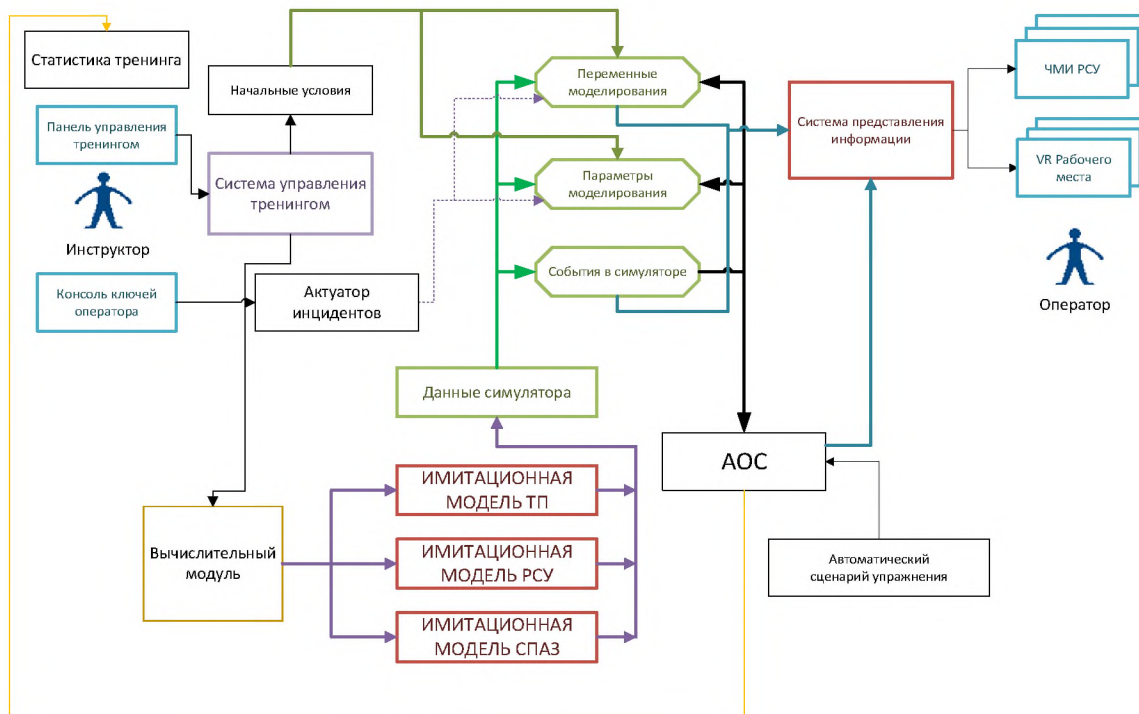 Статистика тренинга
Начальные условия
Переменные
моделирования
ЧМИ РСУ
Панель управления
тренингом
Система управления
тренингом
Параметры
моделирования
Система представления
информации
VR Рабочего
места
Инструктор
Консоль ключей
оператора
Актуатор
инцидентов
События в симуляторе
Оператор
Данные симулятора
АОС
ИМИТАЦИОННАЯ
МОДЕЛЬ ТП
Вычислительный
модуль
ИМИТАЦИОННАЯ
МОДЕЛЬ РСУ
Автоматический
сценарий упражнения
ИМИТАЦИОННАЯ
МОДЕЛЬ СПАЗ